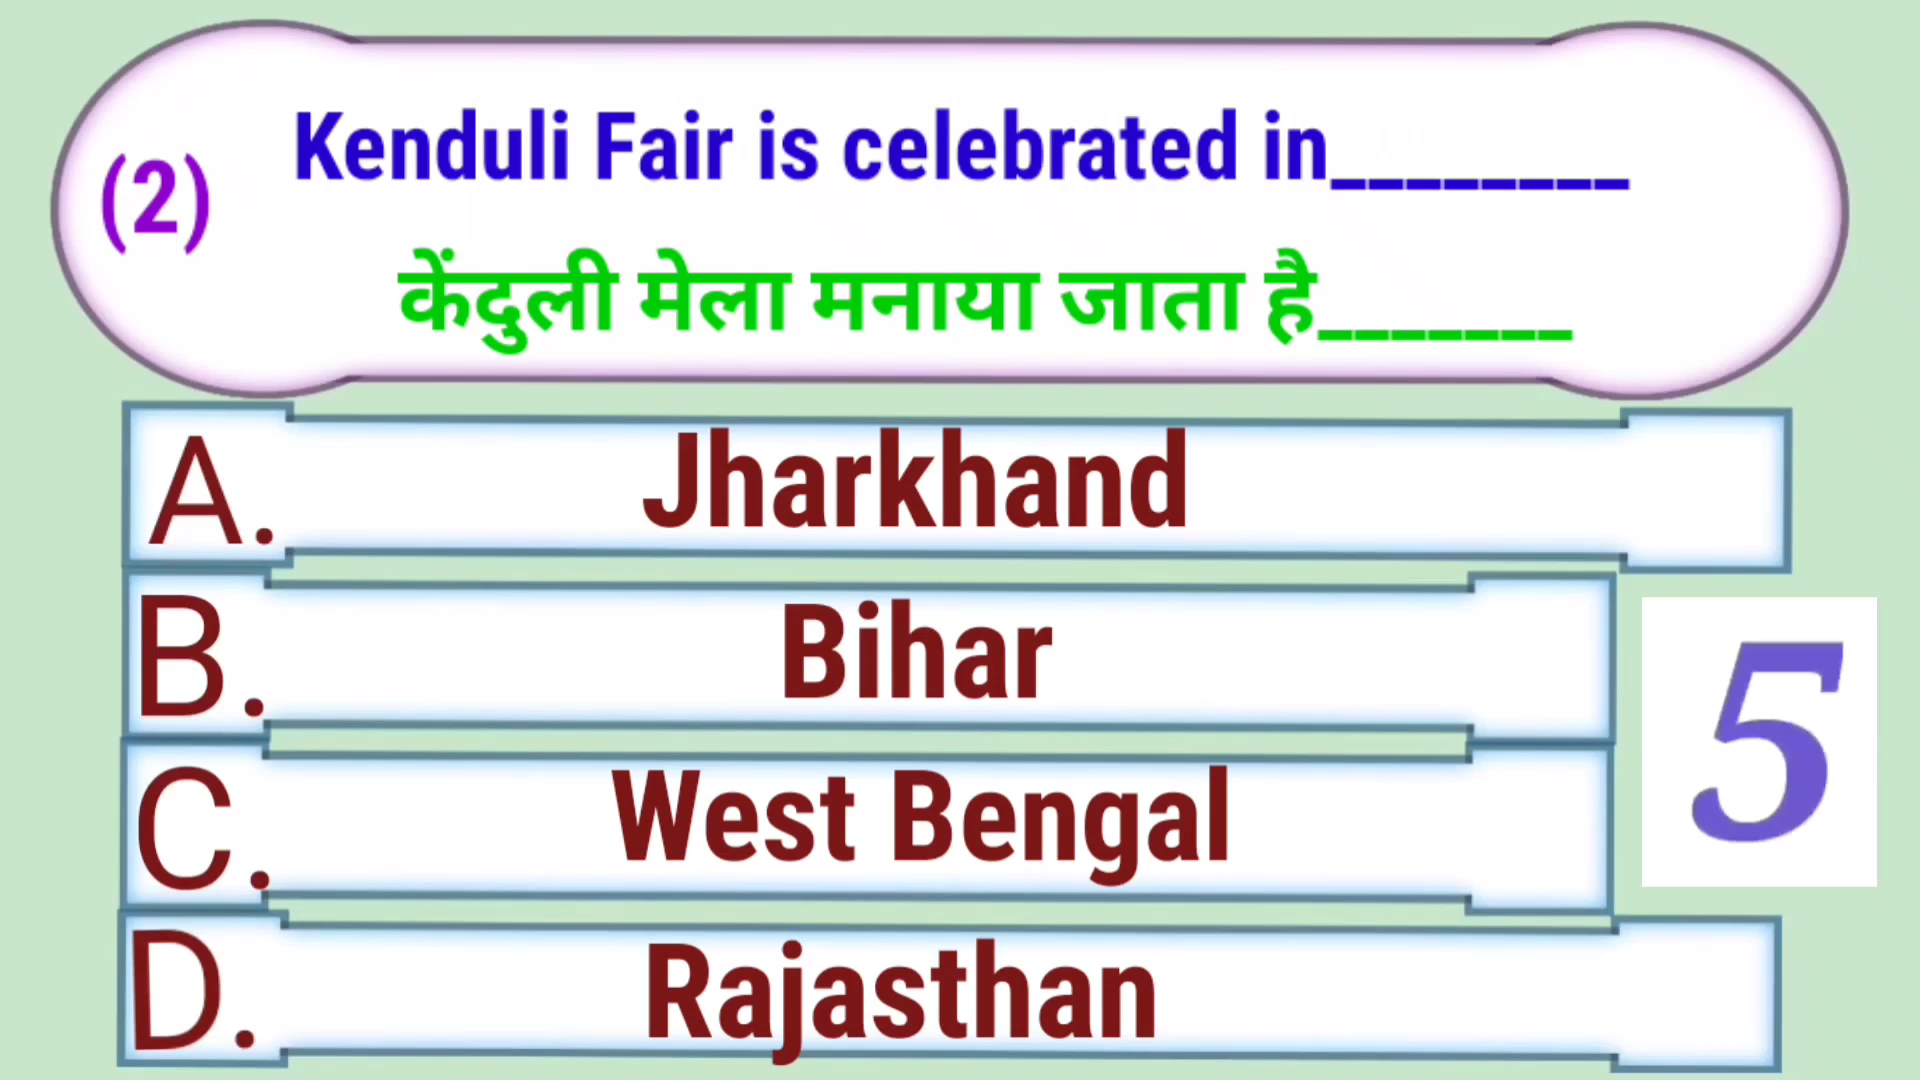 (2) Kenduli Fair is celebrated in________
केंदुली मेला मनाया जाता है_______
A. Jharkhand
B. Bihar
C. West Bengal
5
D. Rajasthan